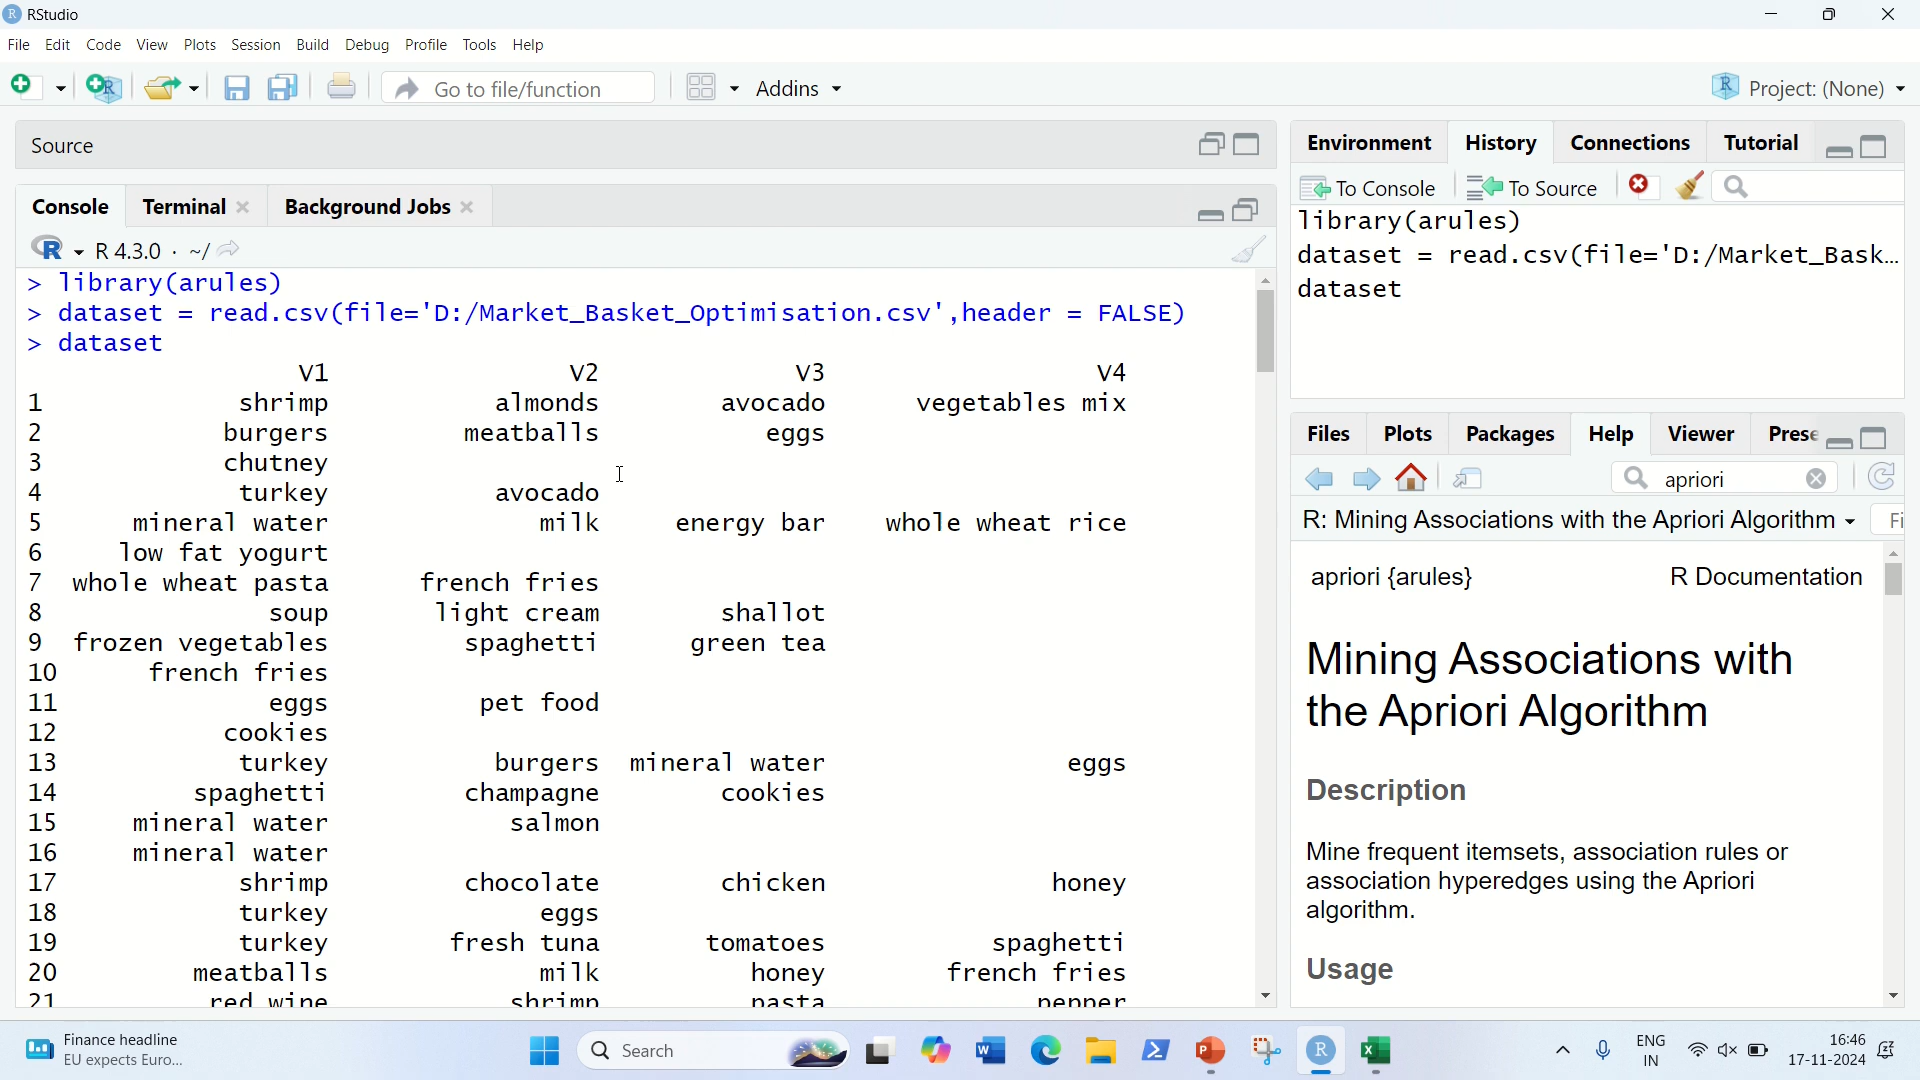 RStudio
File Edit Code View Plots Session Build Debug Profile Tools Help
Go to file/function Addins Project: (None)
Source
Console Terminal Background Jobs
R 4.3.0 · ~/
> library(arules)
> dataset = read.csv(file='D:/Market_Basket_Optimisation.csv',header = FALSE)
> dataset
V1 V2 V3 V4
1 shrimp almonds avocado vegetables mix
2 burgers meatballs eggs
3 chutney
4 turkey avocado
5 mineral water milk energy bar whole wheat rice
6 low fat yogurt
7 whole wheat pasta french fries
8 soup light cream shallot
9 frozen vegetables spaghetti green tea
10 french fries
11 eggs pet food
12 cookies
13 turkey burgers mineral water eggs
14 spaghetti champagne cookies
15 mineral water salmon
16 mineral water
17 shrimp chocolate chicken honey
18 turkey eggs
19 turkey fresh tuna tomatoes spaghetti
20 meatballs milk honey french fries
21 red wine shrimp pasta pepper
Environment History Connections Tutorial
To Console To Source
library(arules)
dataset = read.csv(file='D:/Market_Bask...
dataset
Files Plots Packages Help Viewer Prese
apriori
R: Mining Associations with the Apriori Algorithm Fi
apriori {arules} R Documentation
Mining Associations with
the Apriori Algorithm
Description
Mine frequent itemsets, association rules or
association hyperedges using the Apriori
algorithm.
Usage
Finance headline
EU expects Euro...
Search
ENG
IN
16:46
17-11-2024